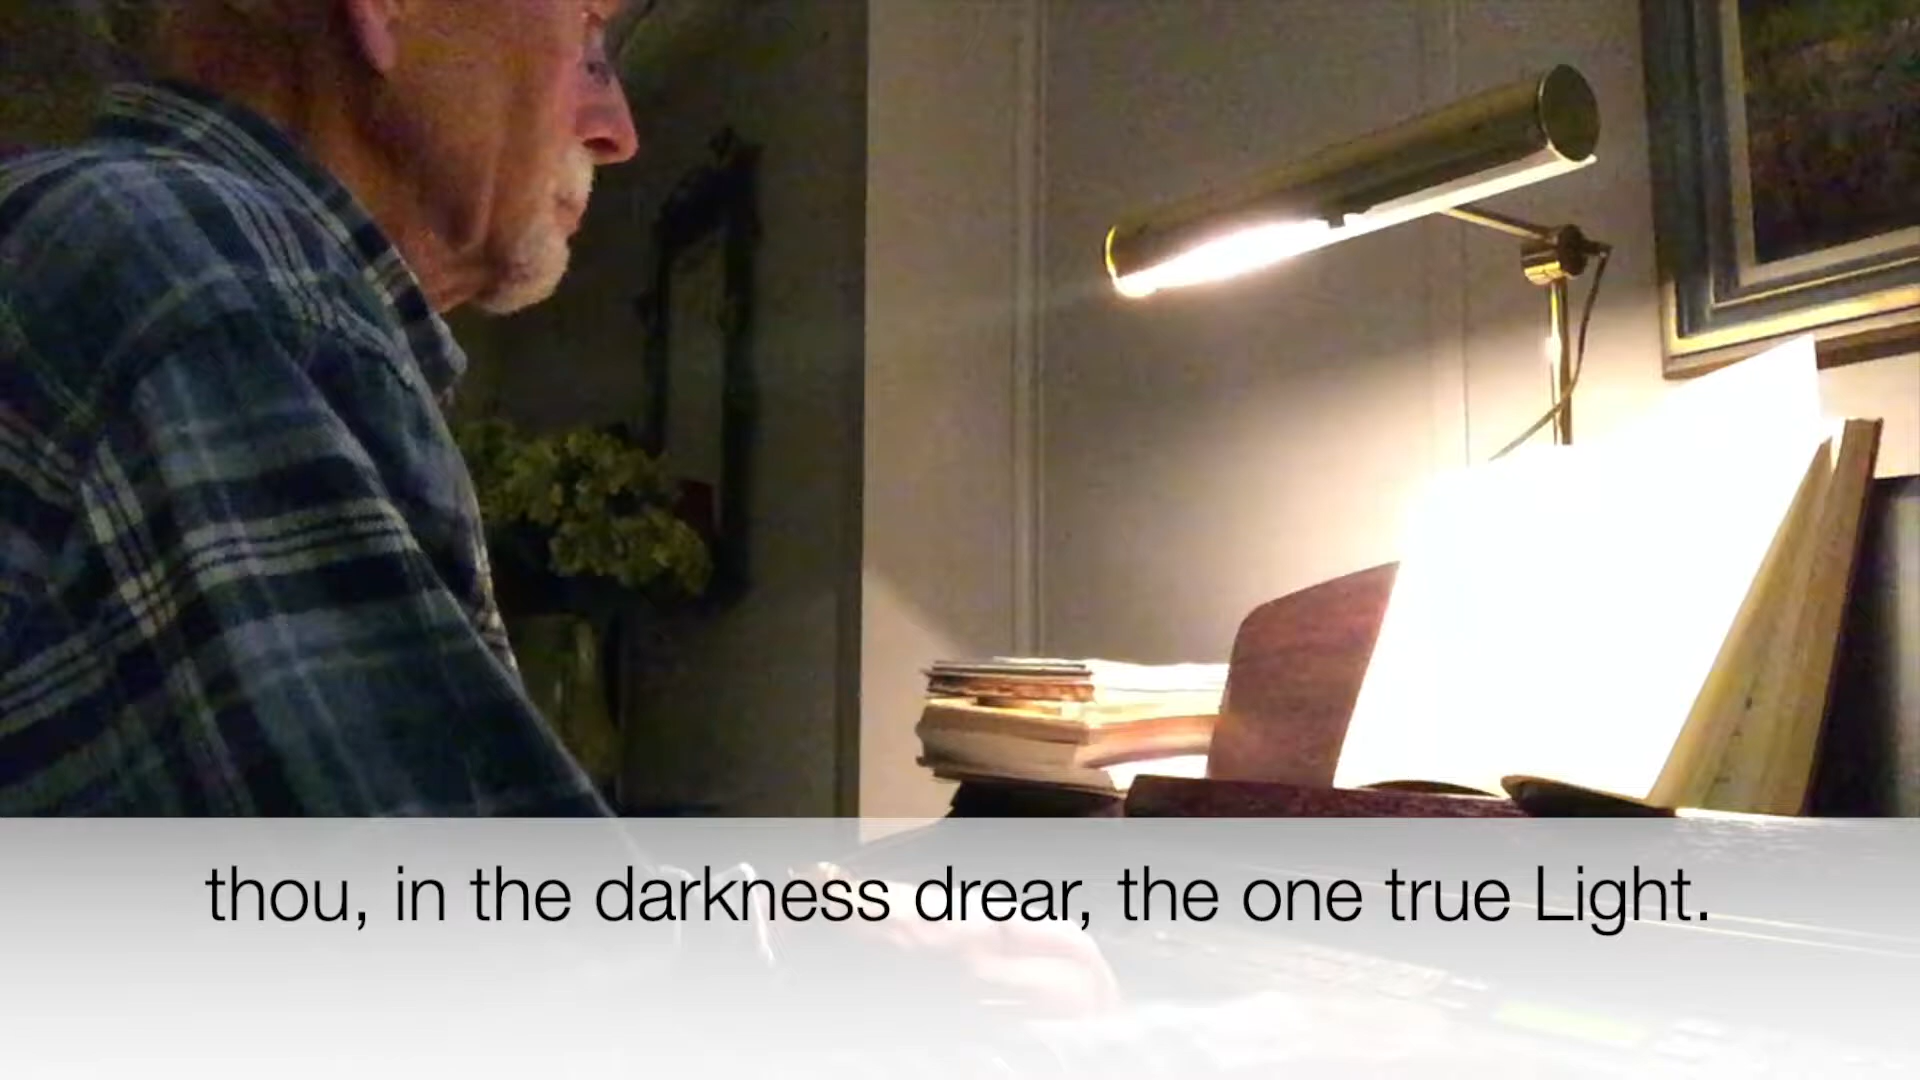 thou, in the darkness drear, the one true Light.